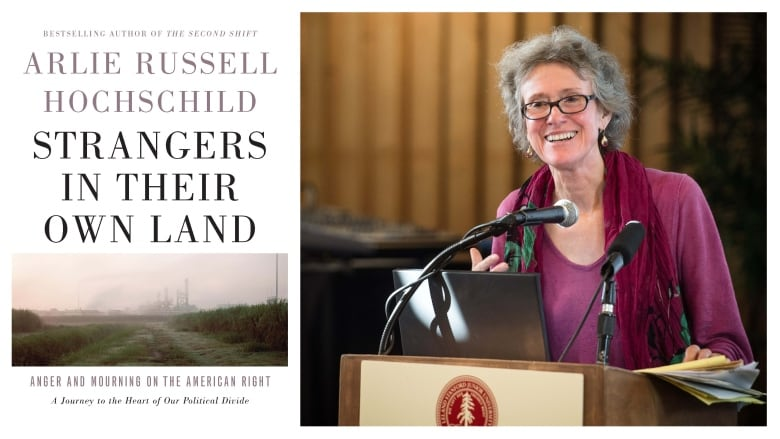 BESTSELLING AUTHOR OF THE SECOND SHIFT
ARLIE RUSSELL
HOCHSCHILD
STRANGERS
IN THEIR
OWN LAND
ANGER AND MOURNING ON THE AMERICAN RIGHT
A Journey to the Heart of Our Political Divide